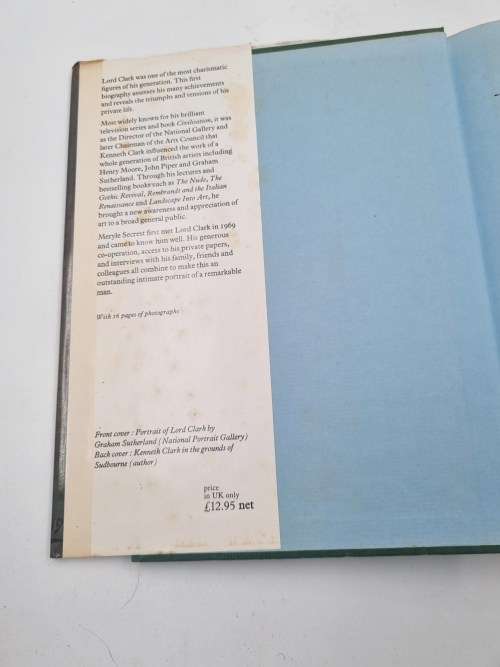 Lord Clark was one of the most charismatic
figures of his generation. This first
biography assesses his many achievements
and reveals the triumphs and tensions of his
private life.
Most widely known for his brilliant
television series and book Civilisation, it was
as the Director of the National Gallery and
later Chairman of the Arts Council that
Kenneth Clark influenced the work of a
whole generation of British artists including
Henry Moore, John Piper and Graham
Sutherland. Through his lectures and
bestselling books such as The Nude, The
Gothic Revival, Rembrandt and the Italian
Renaissance and Landscape Into Art, he
brought a new awareness and appreciation of
art to a broad general public.
Meryle Secrest first met Lord Clark in 1969
and came to know him well. His generous
co-operation, access to his private papers,
and interviews with his family, friends and
colleagues all combine to make this an
outstanding intimate portrait of a remarkable
man.
With 16 pages of photographs
Front cover: Portrait of Lord Clark by
Graham Sutherland (National Portrait Gallery)
Back cover: Kenneth Clark in the grounds of
Sudbourne (author)
price
in UK only
£12.95 net